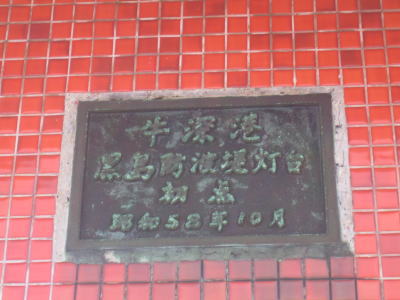 牛深港
黒島防波堤灯台
初点
昭和58年10月